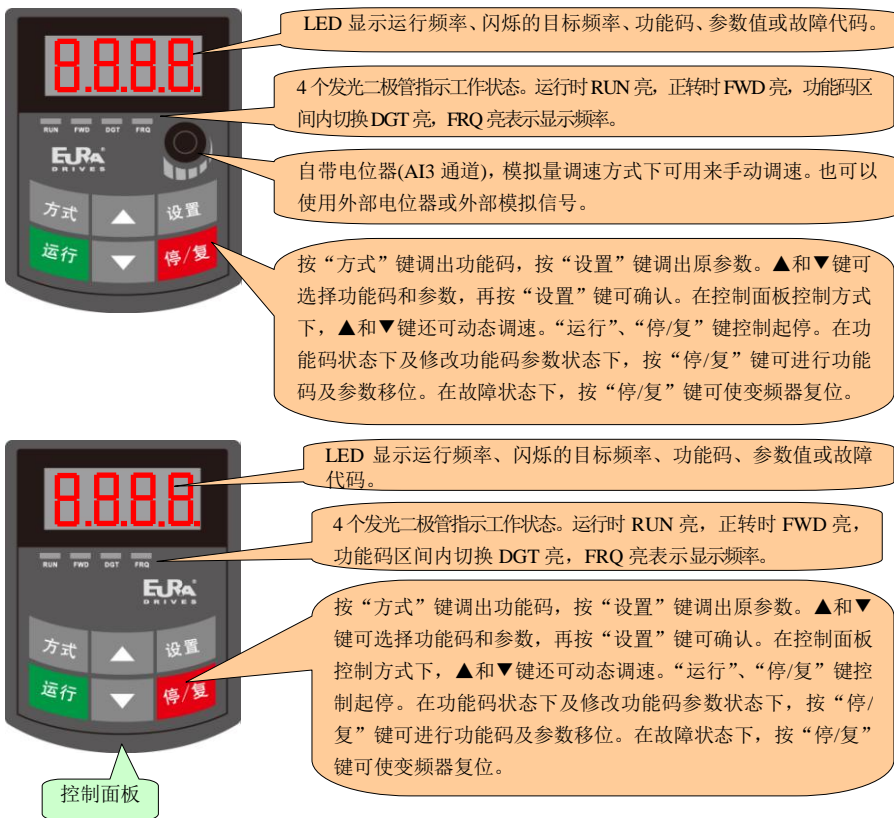 LED 显示运行频率、闪烁的目标频率、功能码、参数值或故障代码。
8.8.8.8.
4 个发光二极管指示工作状态。运行时 RUN 亮，正转时 FWD 亮，功能码区
间内切换 DGT 亮，FRQ 亮表示显示频率。
RUN FWD DGT FRQ
EURA
DRIVES
自带电位器(AI3 通道)，模拟量调速方式下可用来手动调速。也可以
使用外部电位器或外部模拟信号。
方式 ▲ 设置
运行 ▼ 停/复
按“方式”键调出功能码，按“设置”键调出原参数。▲和▼键可
选择功能码和参数，再按“设置”键可确认。在控制面板控制方式
下，▲和▼键还可动态调速。“运行”、“停/复”键控制起停。在功
能码状态下及修改功能码参数状态下，按“停/复”键可进行功能
码及参数移位。在故障状态下，按“停/复”键可使变频器复位。
LED 显示运行频率、闪烁的目标频率、功能码、参数值或故障
代码。
8.8.8.8.
4 个发光二极管指示工作状态。运行时 RUN 亮，正转时 FWD 亮，
功能码区间内切换 DGT 亮，FRQ 亮表示显示频率。
RUN FWD DGT FRQ
EURA
DRIVES
方式 ▲ 设置
运行 ▼ 停/复
按“方式”键调出功能码，按“设置”键调出原参数。▲和▼
键可选择功能码和参数，再按“设置”键可确认。在控制面板
控制方式下，▲和▼键还可动态调速。“运行”、“停/复”键控
制起停。在功能码状态下及修改功能码参数状态下，按“停/
复”键可进行功能码及参数移位。在故障状态下，按“停/复”
键可使变频器复位。
控制面板